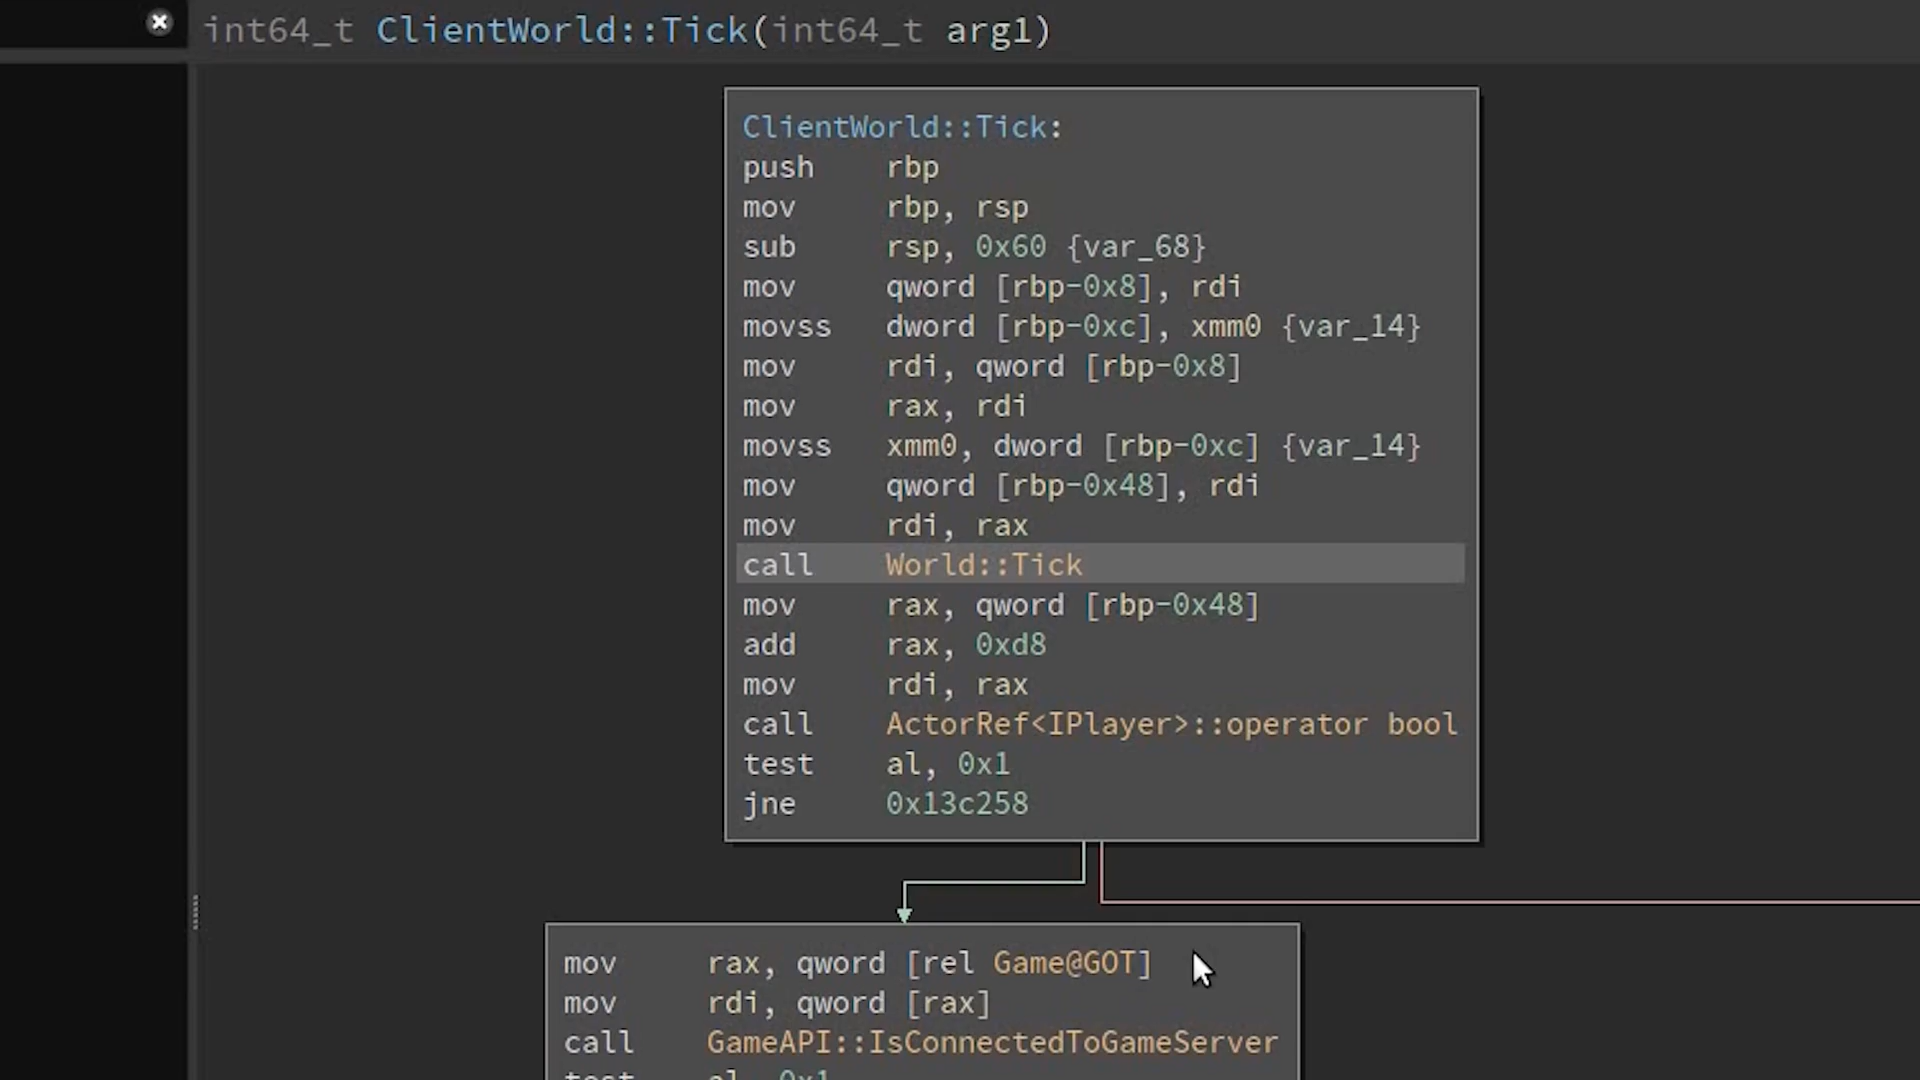 int64_t ClientWorld::Tick(int64_t arg1)
ClientWorld::Tick:
push rbp
mov rbp, rsp
sub rsp, 0x60 {var_68}
mov qword [rbp-0x8], rdi
movss dword [rbp-0xc], xmm0 {var_14}
mov rdi, qword [rbp-0x8]
mov rax, rdi
movss xmm0, dword [rbp-0xc] {var_14}
mov qword [rbp-0x48], rdi
mov rdi, rax
call World::Tick
mov rax, qword [rbp-0x48]
add rax, 0xd8
mov rdi, rax
call ActorRef<IPlayer>::operator bool
test al, 0x1
jne 0x13c258
mov rax, qword [rel Game@GOT]
mov rdi, qword [rax]
call GameAPI::IsConnectedToGameServer
test al, 0x1